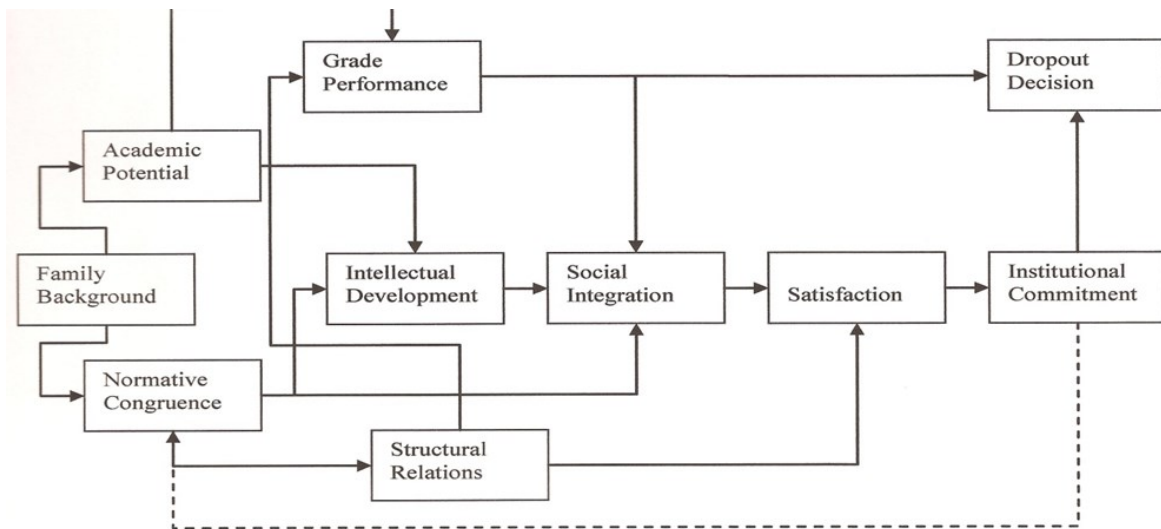 Grade
Performance
Dropout
Decision
Academic
Potential
Family
Background
Intellectual
Development
Social
Integration
Satisfaction
Institutional
Commitment
Normative
Congruence
Structural
Relations